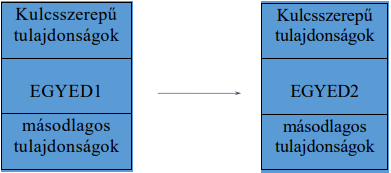 Kulcsszerepű
tulajdonságok
EGYED1
másodlagos
tulajdonságok
Kulcsszerepű
tulajdonságok
EGYED2
másodlagos
tulajdonságok